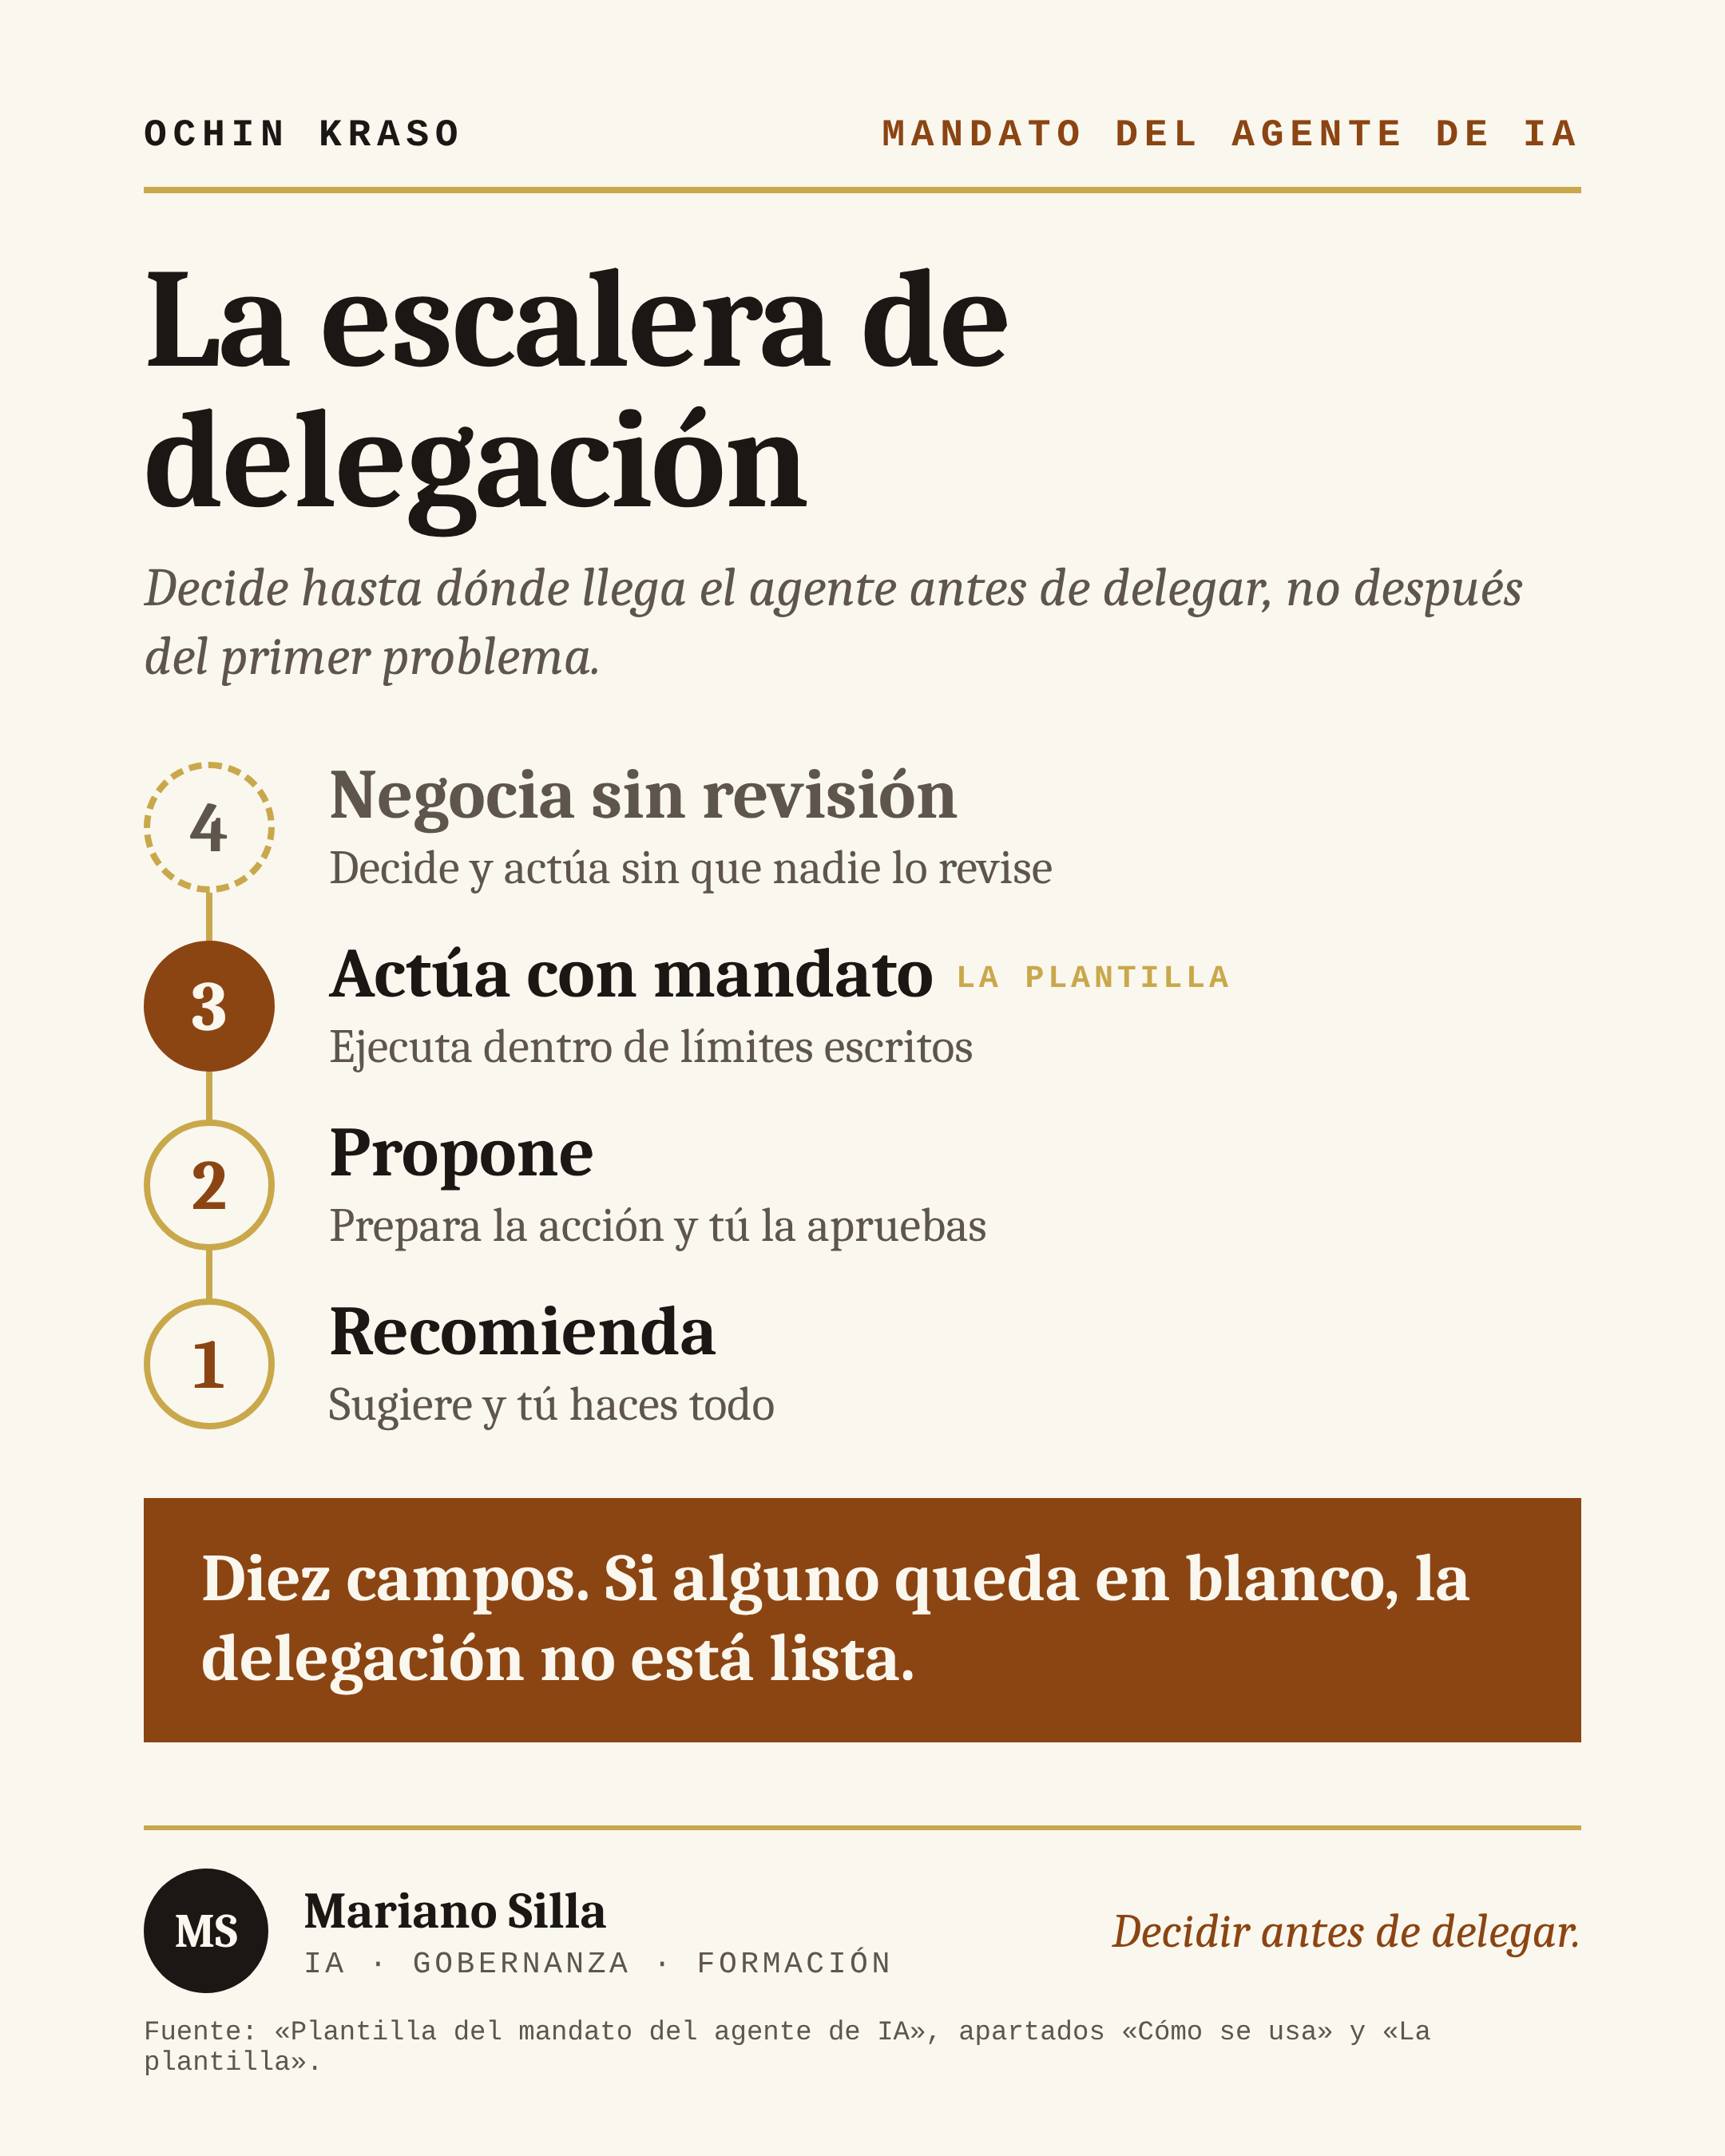 OCHIN KRASO
MANDATO DEL AGENTE DE IA
La escalera de
delegación
Decide hasta dónde llega el agente antes de delegar, no después
del primer problema.
4
Negocia sin revisión
Decide y actúa sin que nadie lo revise
3
Actúa con mandato LA PLANTILLA
Ejecuta dentro de límites escritos
2
Propone
Prepara la acción y tú la apruebas
1
Recomienda
Sugiere y tú haces todo
Diez campos. Si alguno queda en blanco, la
delegación no está lista.
MS
Mariano Silla
IA · GOBERNANZA · FORMACIÓN
Decidir antes de delegar.
Fuente: «Plantilla del mandato del agente de IA», apartados «Cómo se usa» y «La
plantilla».